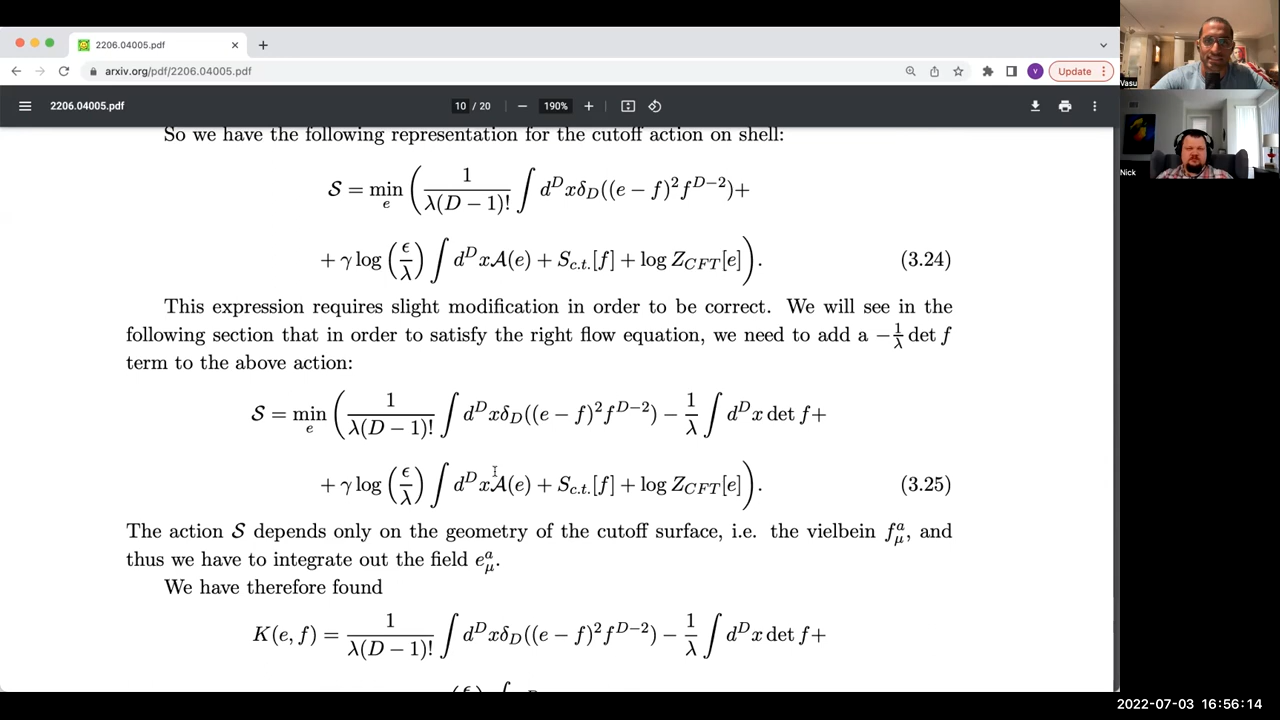 2206.04005.pdf
arxiv.org/pdf/2206.04005.pdf
V
Update
2206.04005.pdf
10 / 20
190%
So we have the following representation for the cutoff action on shell:
𝒮 = min_e ( 1/(λ(D − 1)!) ∫ d^D x δ_D((e − f)^2 f^{D−2}) +
+ γ log (ϵ/λ) ∫ d^D x 𝒜(e) + S_{c.t.}[f] + log Z_{CFT}[e] ). (3.24)
This expression requires slight modification in order to be correct. We will see in the
following section that in order to satisfy the right flow equation, we need to add a −1/λ det f
term to the above action:
𝒮 = min_e ( 1/(λ(D − 1)!) ∫ d^D x δ_D((e − f)^2 f^{D−2}) − 1/λ ∫ d^D x det f +
+ γ log (ϵ/λ) ∫ d^D x 𝒜(e) + S_{c.t.}[f] + log Z_{CFT}[e] ). (3.25)
The action 𝒮 depends only on the geometry of the cutoff surface, i.e. the vielbein f^a_μ, and
thus we have to integrate out the field e^a_μ.
We have therefore found
K(e, f) = 1/(λ(D − 1)!) ∫ d^D x δ_D((e − f)^2 f^{D−2}) − 1/λ ∫ d^D x det f +
Vasu
Nick
2022-07-03 16:56:14